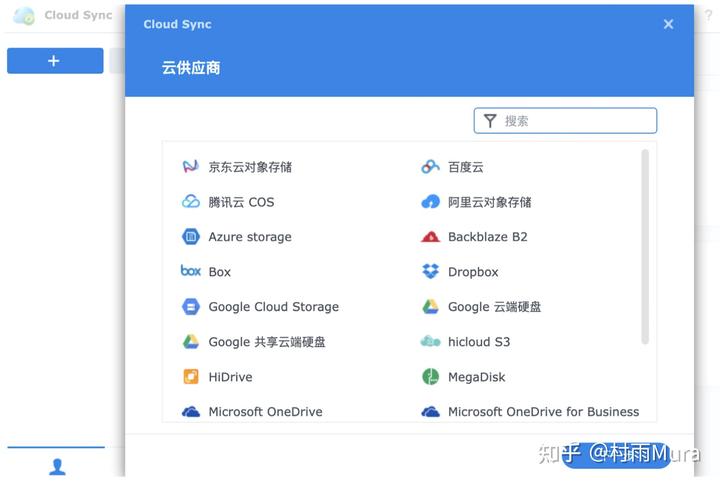 Cloud Sync
Cloud Sync
?
云供应商
搜索
京东云对象存储
百度云
腾讯云 COS
阿里云对象存储
Azure storage
Backblaze B2
box Box
Dropbox
Google Cloud Storage
Google 云端硬盘
Google 共享云端硬盘
hicloud S3
HiDrive
MegaDisk
Microsoft OneDrive
Microsoft OneDrive for Business
知乎 @村雨Mura